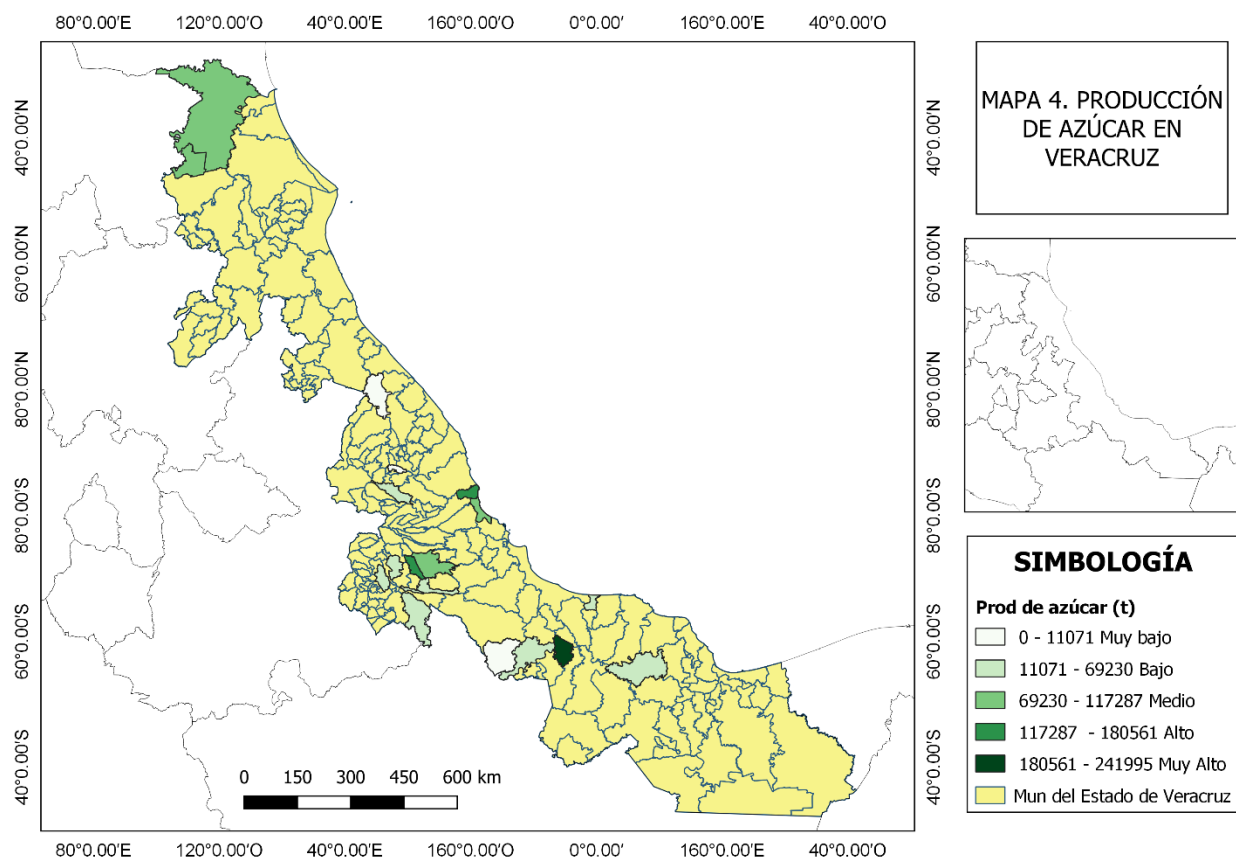 80°0.00'E 120°0.00'O 40°0.00'E 160°0.00'O 0°0.00' 160°0.00'O 40°0.00'O
40°0.00'N
60°0.00'N
80°0.00'N
80°0.00'S
60°0.00'S
40°0.00'S
0 150 300 450 600 km
40°0.00'N
60°0.00'N
80°0.00'N
80°0.00'S
60°0.00'S
40°0.00'S
80°0.00'E 120°0.00'O 40°0.00'E 160°0.00'O 0°0.00' 160°0.00'O 40°0.00'O
MAPA 4. PRODUCCIÓN
DE AZÚCAR EN
VERACRUZ
SIMBOLOGÍA
Prod de azúcar (t)
0 - 11071 Muy bajo
11071 - 69230 Bajo
69230 - 117287 Medio
117287 - 180561 Alto
180561 - 241995 Muy Alto
Mun del Estado de Veracruz